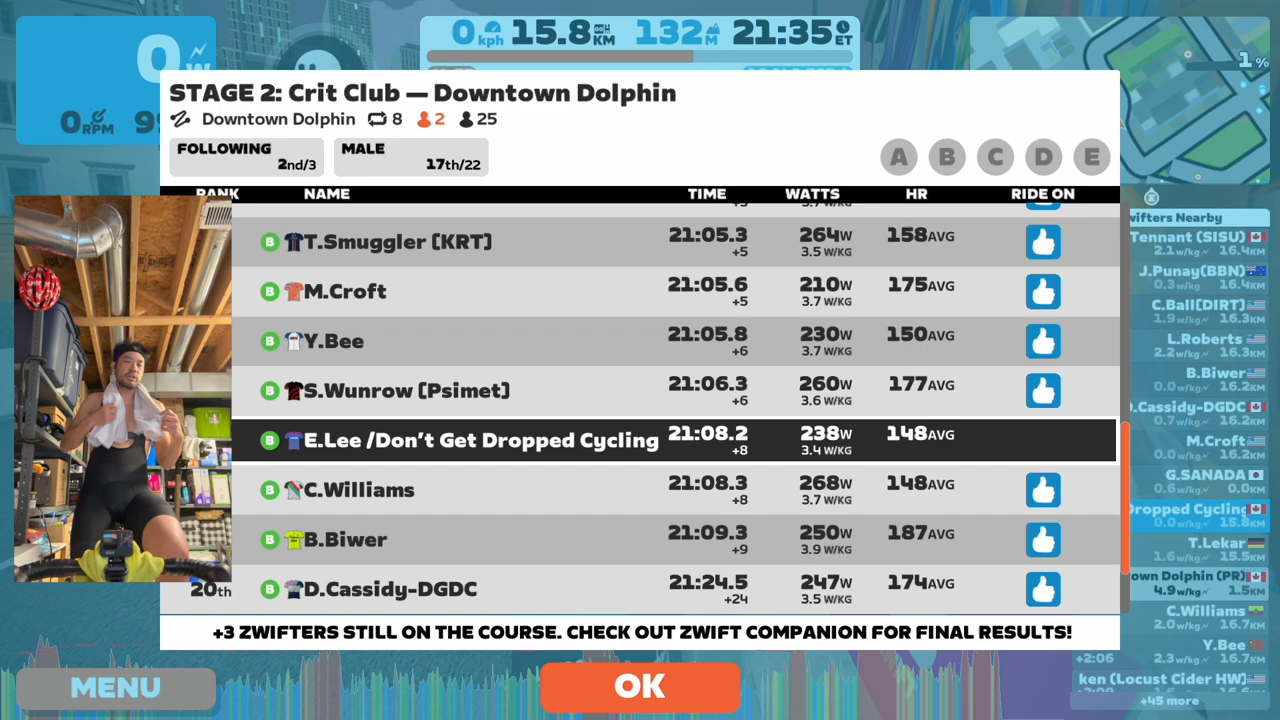 0 kph 15.8 KM 132 M 21:35 ET
0 W
0 RPM
1 %
STAGE 2: Crit Club — Downtown Dolphin
Downtown Dolphin 8 2 25
FOLLOWING
2nd/3
MALE
17th/22
A B C D E
RANK NAME TIME WATTS HR RIDE ON
B T.Smuggler (KRT) 21:05.3 264W 158AVG
+5 3.5 W/KG
B M.Croft 21:05.6 210W 175AVG
+5 3.7 W/KG
B Y.Bee 21:05.8 230W 150AVG
+6 3.7 W/KG
B S.Wunrow (Psimet) 21:06.3 260W 177AVG
+6 3.6 W/KG
B E.Lee /Don't Get Dropped Cycling 21:08.2 238W 148AVG
+8 3.4 W/KG
B C.Williams 21:08.3 268W 148AVG
+8 3.7 W/KG
B B.Biwer 21:09.3 250W 187AVG
+9 3.9 W/KG
20th B D.Cassidy-DGDC 21:24.5 247W 174AVG
+24 3.5 W/KG
+3 ZWIFTERS STILL ON THE COURSE. CHECK OUT ZWIFT COMPANION FOR FINAL RESULTS!
MENU
OK
Zwifters Nearby
Tennant (SISU)
2.1 w/kg 16.4KM
J.Punay(BBN)
0.3 w/kg 16.4KM
C.Ball(DIRT)
1.9 w/kg 16.3KM
L.Roberts
2.2 w/kg 16.3KM
B.Biwer
0.0 w/kg 16.2KM
D.Cassidy-DGDC
0.7 w/kg 16.2KM
M.Croft
0.0 w/kg 16.2KM
G.SANADA
0.6 w/kg 0.0KM
Dropped Cycling
0.0 w/kg 15.8KM
T.Lekar
1.6 w/kg 15.5KM
own Dolphin (PR)
4.9 w/kg 1.5KM
C.Williams
2.0 w/kg 16.7KM
Y.Bee
+2:06 2.3 w/kg 16.7KM
ken (Locust Cider HW)
+45 more